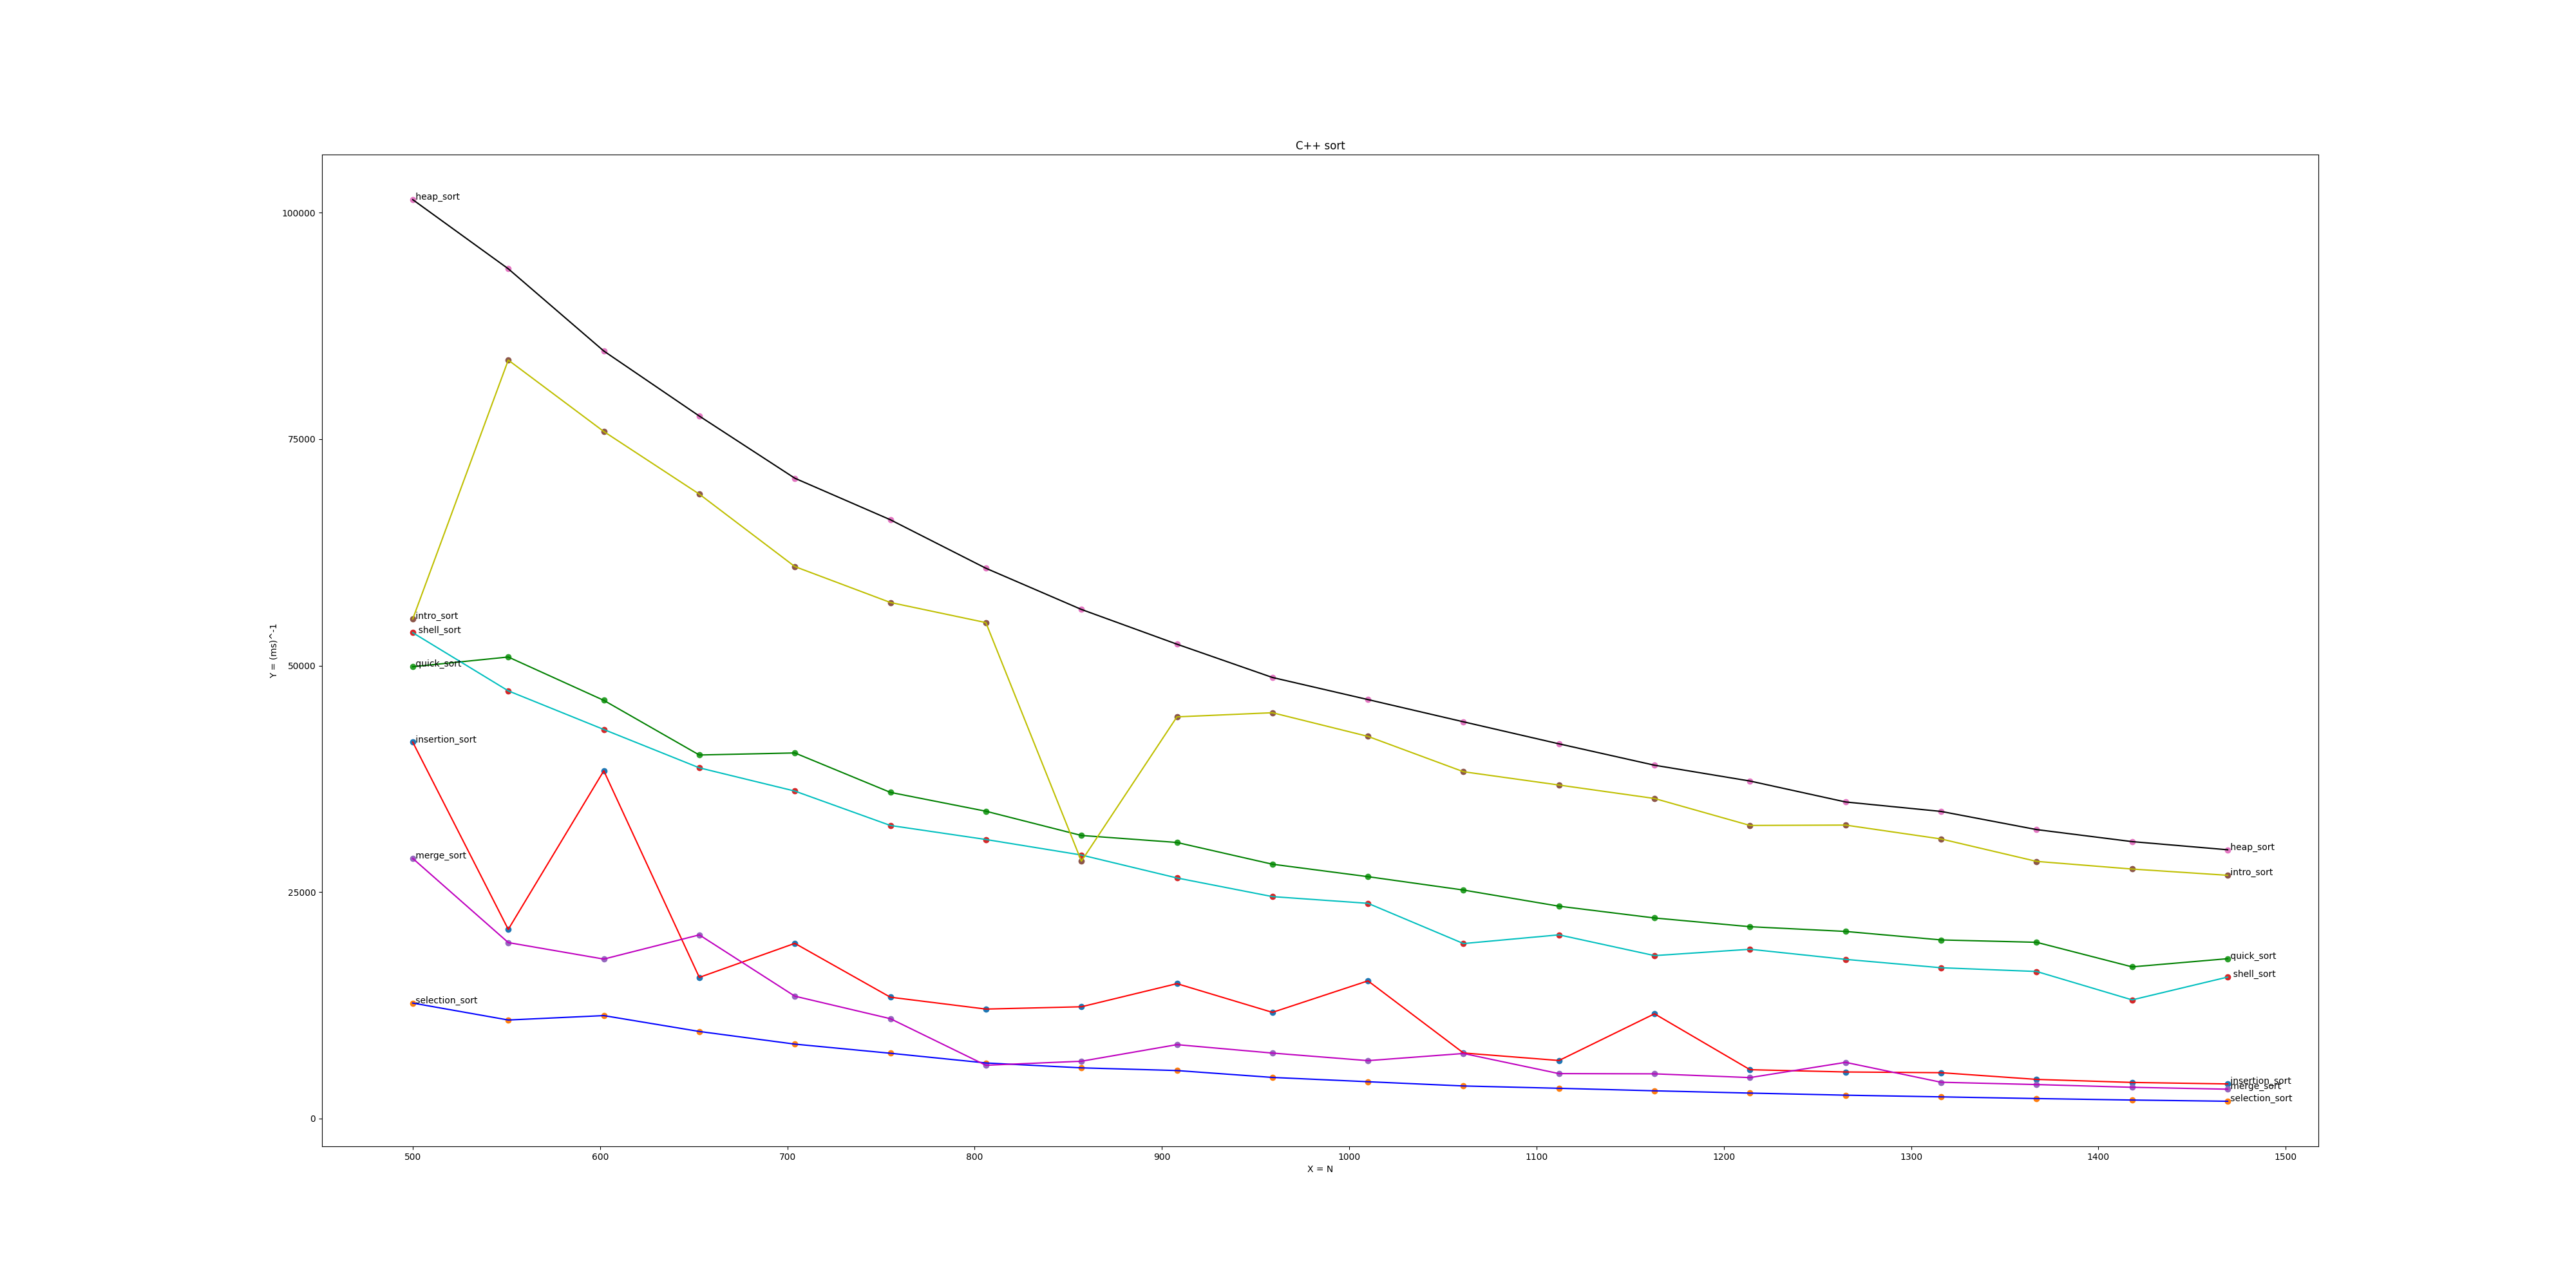 C++ sort
heap_sort
100000
75000
intro_sort
shell_sort
Y = (ms)^-1
quick_sort
50000
insertion_sort
heap_sort
merge_sort
intro_sort
25000
quick_sort
shell_sort
selection_sort
insertion_sort
merge_sort
selection_sort
0
500 600 700 800 900 1000 1100 1200 1300 1400 1500
X = N